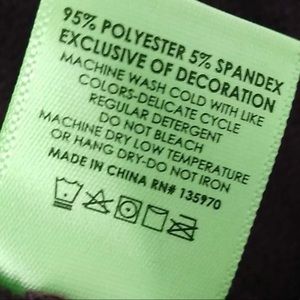 95% POLYESTER 5% SPANDEX
EXCLUSIVE OF DECORATION
MACHINE WASH COLD WITH LIKE
COLORS-DELICATE CYCLE
REGULAR DETERGENT
DO NOT BLEACH
MACHINE DRY LOW TEMPERATURE
OR HANG DRY-DO NOT IRON
MADE IN CHINA RN# 135970